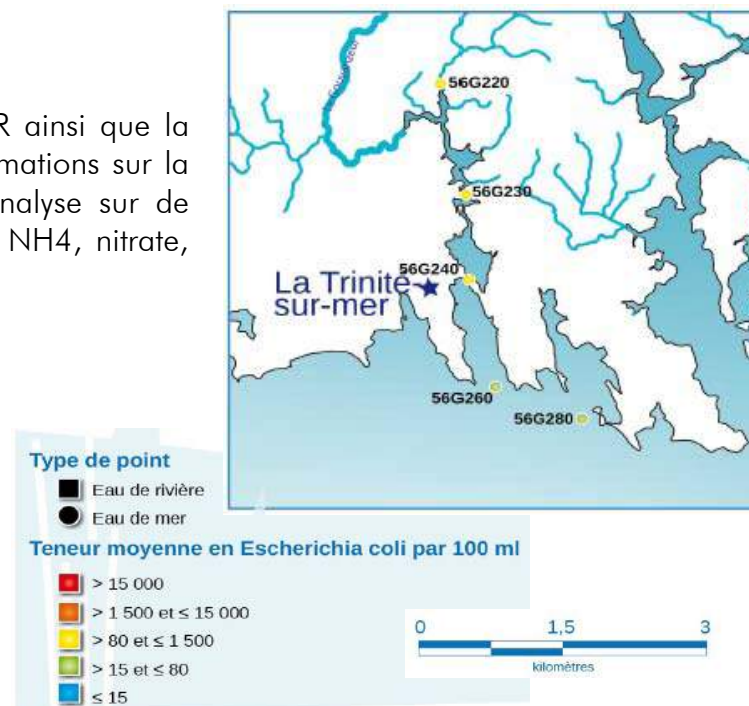 R ainsi que la
mations sur la
nalyse sur de
NH4, nitrate,
56G220
56G230
56G240
La Trinité
sur-mer
56G260
56G280
Type de point
Eau de rivière
Eau de mer
Teneur moyenne en Escherichia coli par 100 ml
> 15 000
> 1 500 et ≤ 15 000
> 80 et ≤ 1 500
> 15 et ≤ 80
≤ 15
0 1,5 3
kilomètres